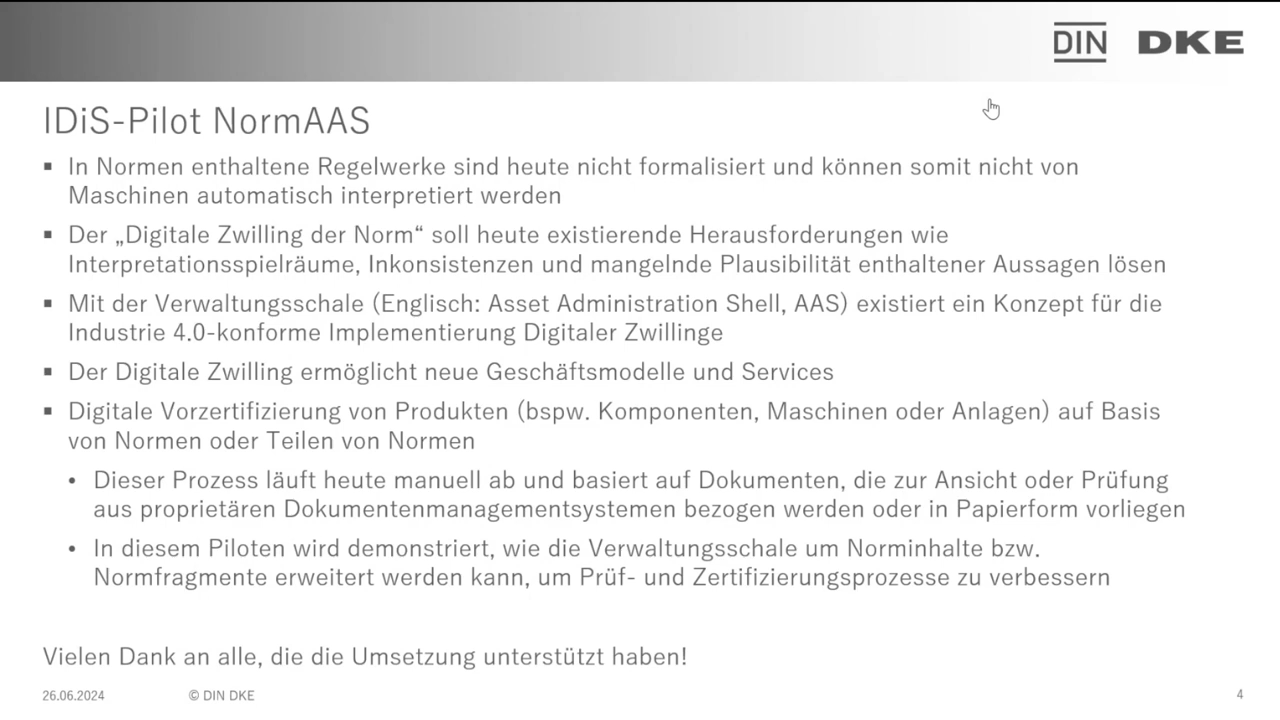 DIN DKE
IDiS-Pilot NormAAS
▪ In Normen enthaltene Regelwerke sind heute nicht formalisiert und können somit nicht von
Maschinen automatisch interpretiert werden
▪ Der „Digitale Zwilling der Norm“ soll heute existierende Herausforderungen wie
Interpretationsspielräume, Inkonsistenzen und mangelnde Plausibilität enthaltener Aussagen lösen
▪ Mit der Verwaltungsschale (Englisch: Asset Administration Shell, AAS) existiert ein Konzept für die
Industrie 4.0-konforme Implementierung Digitaler Zwillinge
▪ Der Digitale Zwilling ermöglicht neue Geschäftsmodelle und Services
▪ Digitale Vorzertifizierung von Produkten (bspw. Komponenten, Maschinen oder Anlagen) auf Basis
von Normen oder Teilen von Normen
• Dieser Prozess läuft heute manuell ab und basiert auf Dokumenten, die zur Ansicht oder Prüfung
aus proprietären Dokumentenmanagementsystemen bezogen werden oder in Papierform vorliegen
• In diesem Piloten wird demonstriert, wie die Verwaltungsschale um Norminhalte bzw.
Normfragmente erweitert werden kann, um Prüf- und Zertifizierungsprozesse zu verbessern
Vielen Dank an alle, die die Umsetzung unterstützt haben!
26.06.2024 © DIN DKE 4